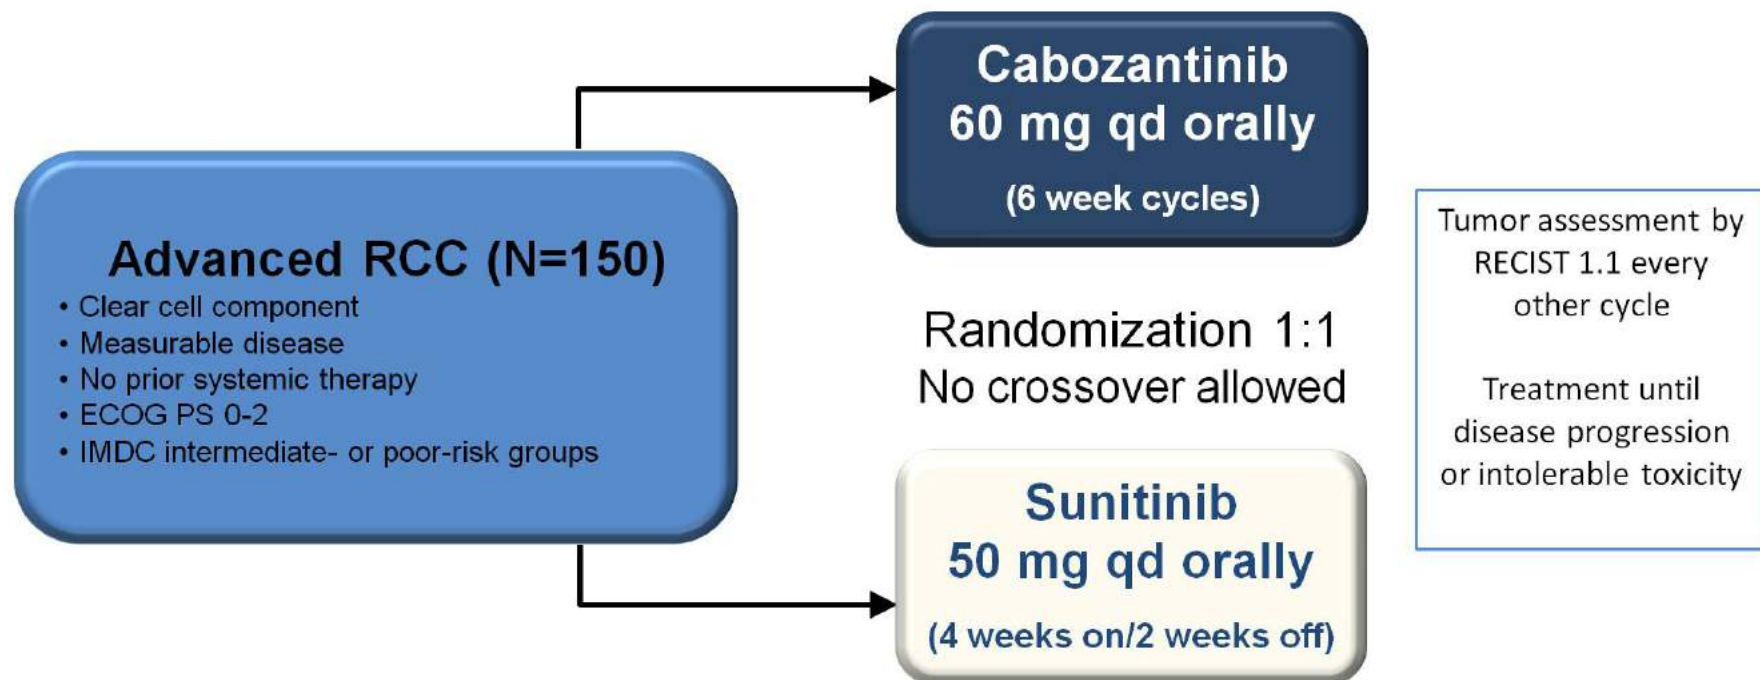 Advanced RCC (N=150)
• Clear cell component
• Measurable disease
• No prior systemic therapy
• ECOG PS 0-2
• IMDC intermediate- or poor-risk groups
Cabozantinib
60 mg qd orally
(6 week cycles)
Randomization 1:1
No crossover allowed
Sunitinib
50 mg qd orally
(4 weeks on/2 weeks off)
Tumor assessment by
RECIST 1.1 every
other cycle
Treatment until
disease progression
or intolerable toxicity